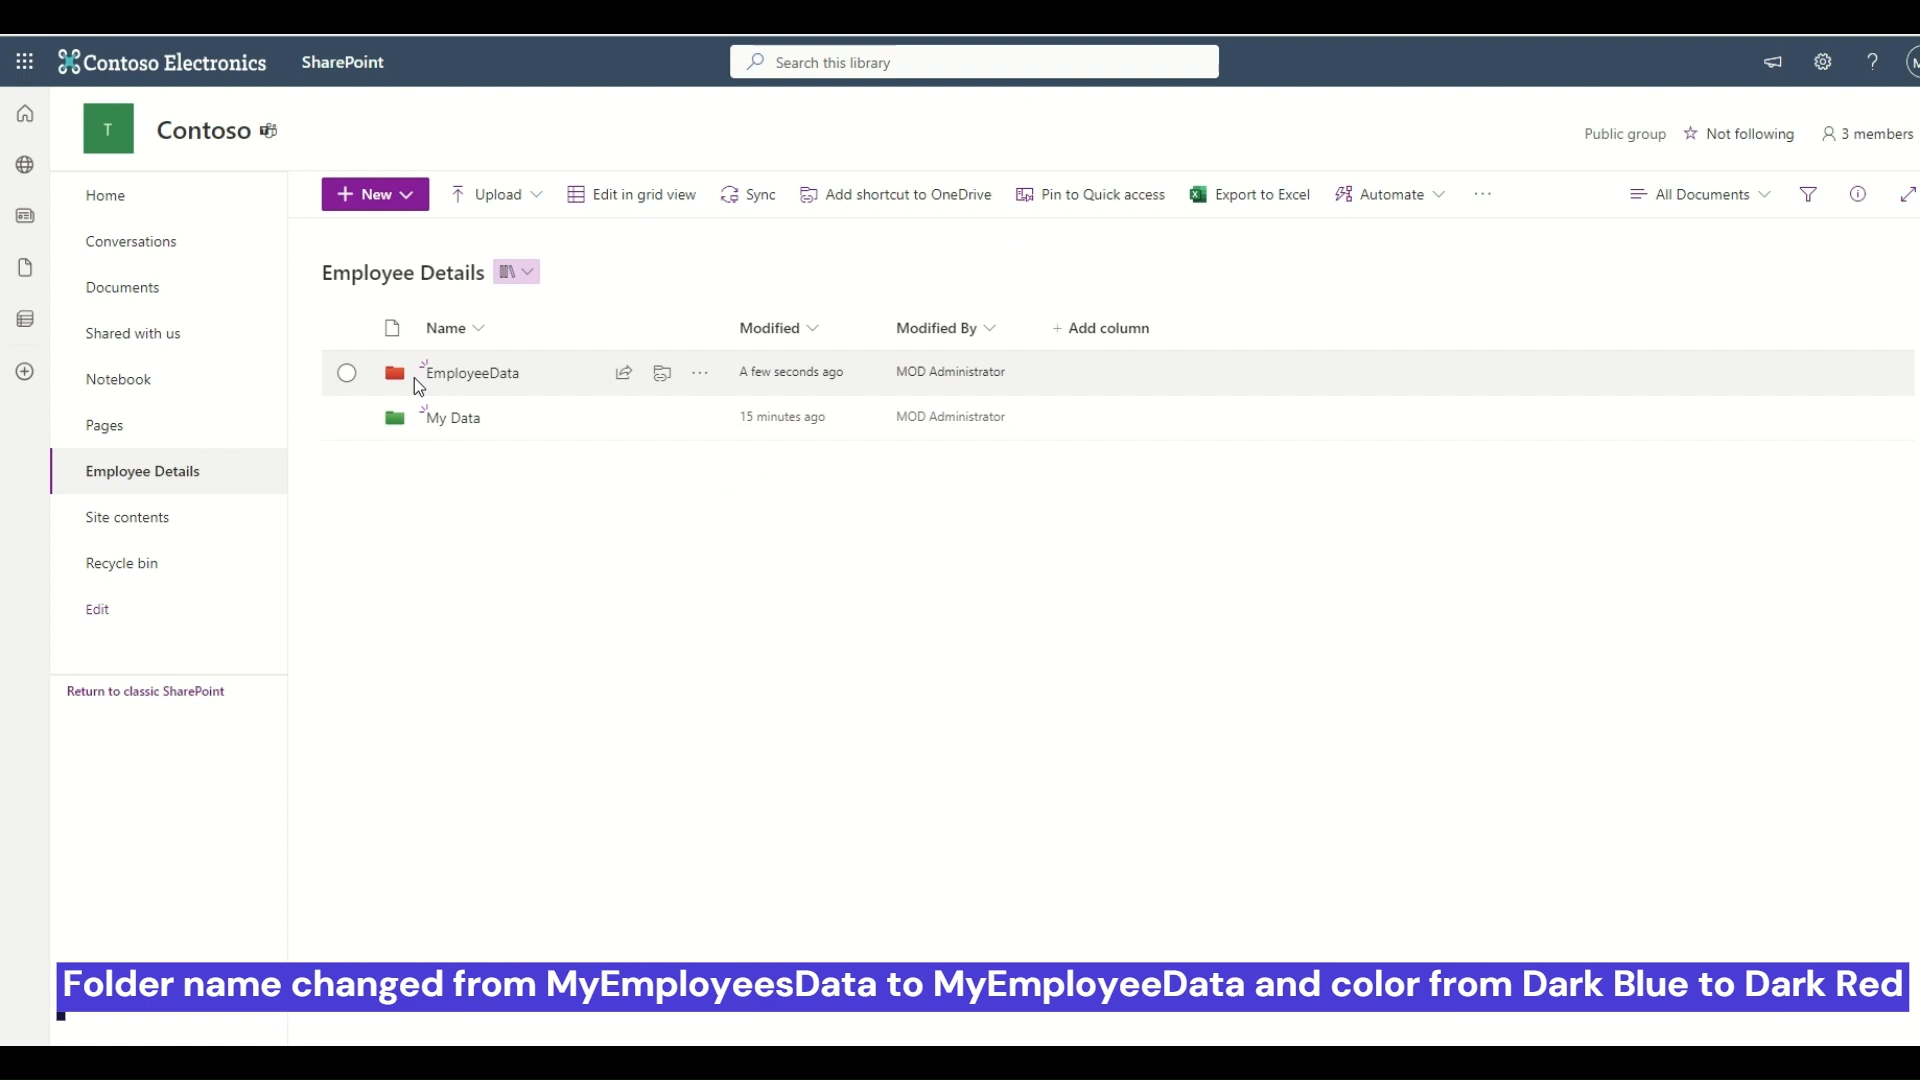 Contoso Electronics SharePoint Search this library ? M
T Contoso Public group Not following 3 members
+ New Upload Edit in grid view Sync Add shortcut to OneDrive Pin to Quick access Export to Excel Automate ... All Documents
Home
Conversations
Documents
Shared with us
Notebook
Pages
Employee Details
Site contents
Recycle bin
Edit
Return to classic SharePoint
Employee Details
Name Modified Modified By + Add column
EmployeeData ... A few seconds ago MOD Administrator
My Data 15 minutes ago MOD Administrator
Folder name changed from MyEmployeesData to MyEmployeeData and color from Dark Blue to Dark Red